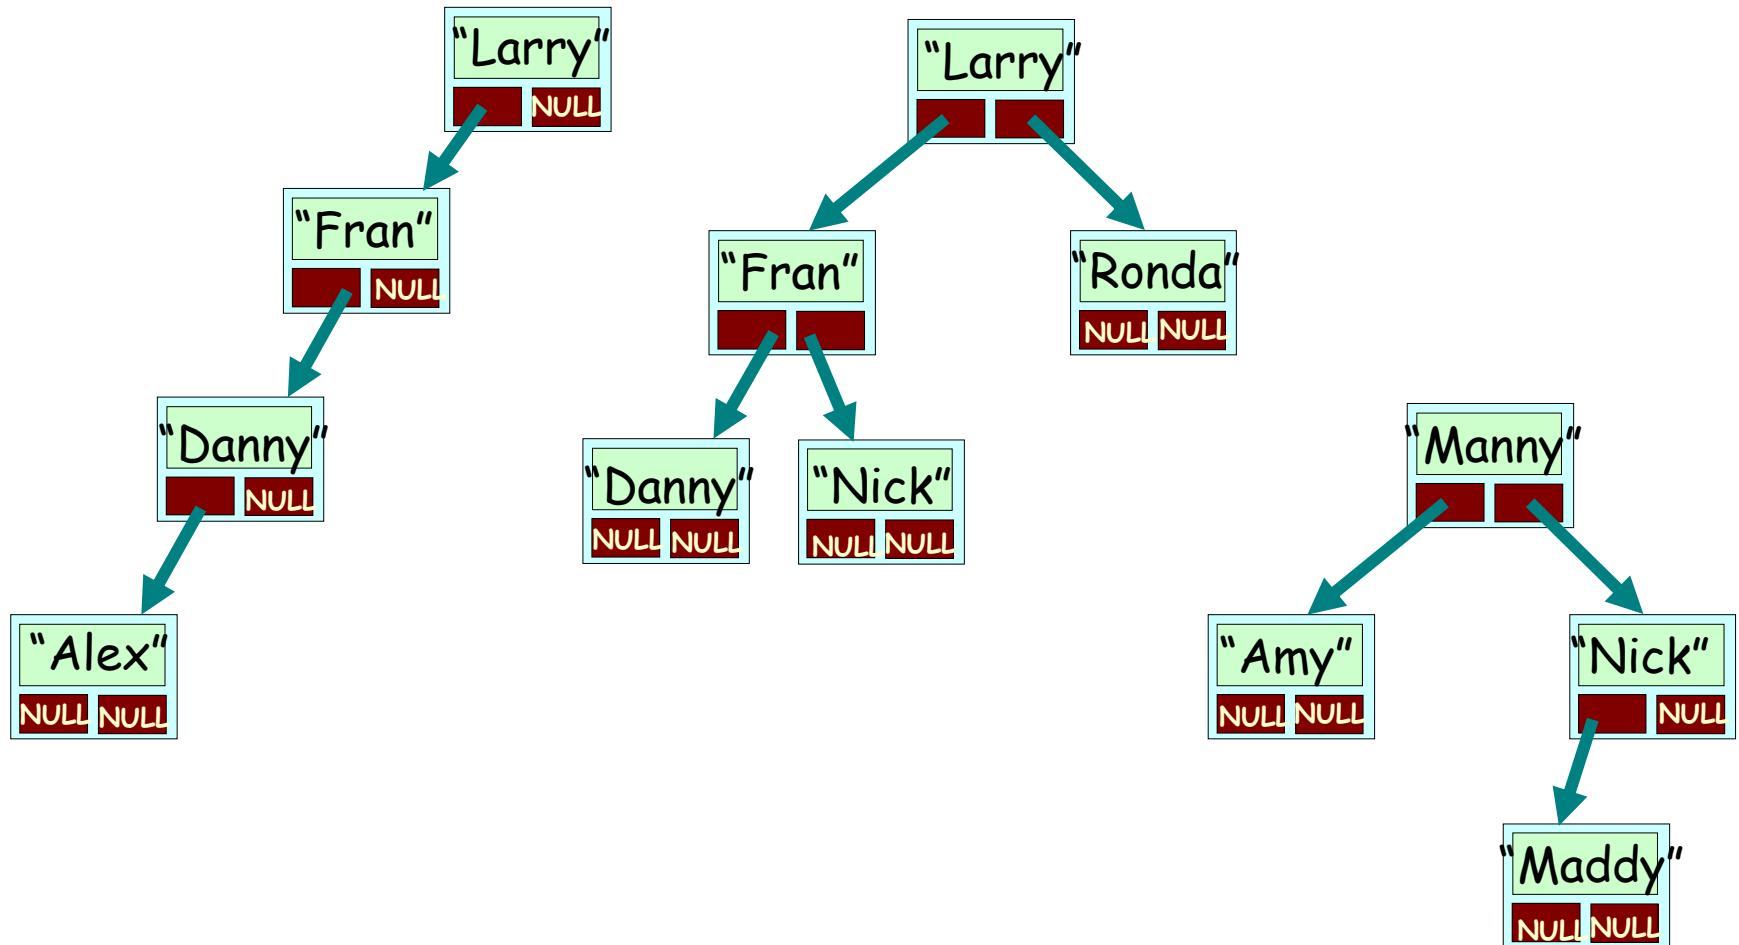 “Larry”
NULL
“Fran”
NULL
“Danny”
NULL
“Alex”
NULL NULL
“Larry”
“Fran”
“Ronda”
NULL NULL
“Danny”
NULL NULL
“Nick”
NULL NULL
“Manny”
“Amy”
NULL NULL
“Nick”
NULL
“Maddy”
NULL NULL